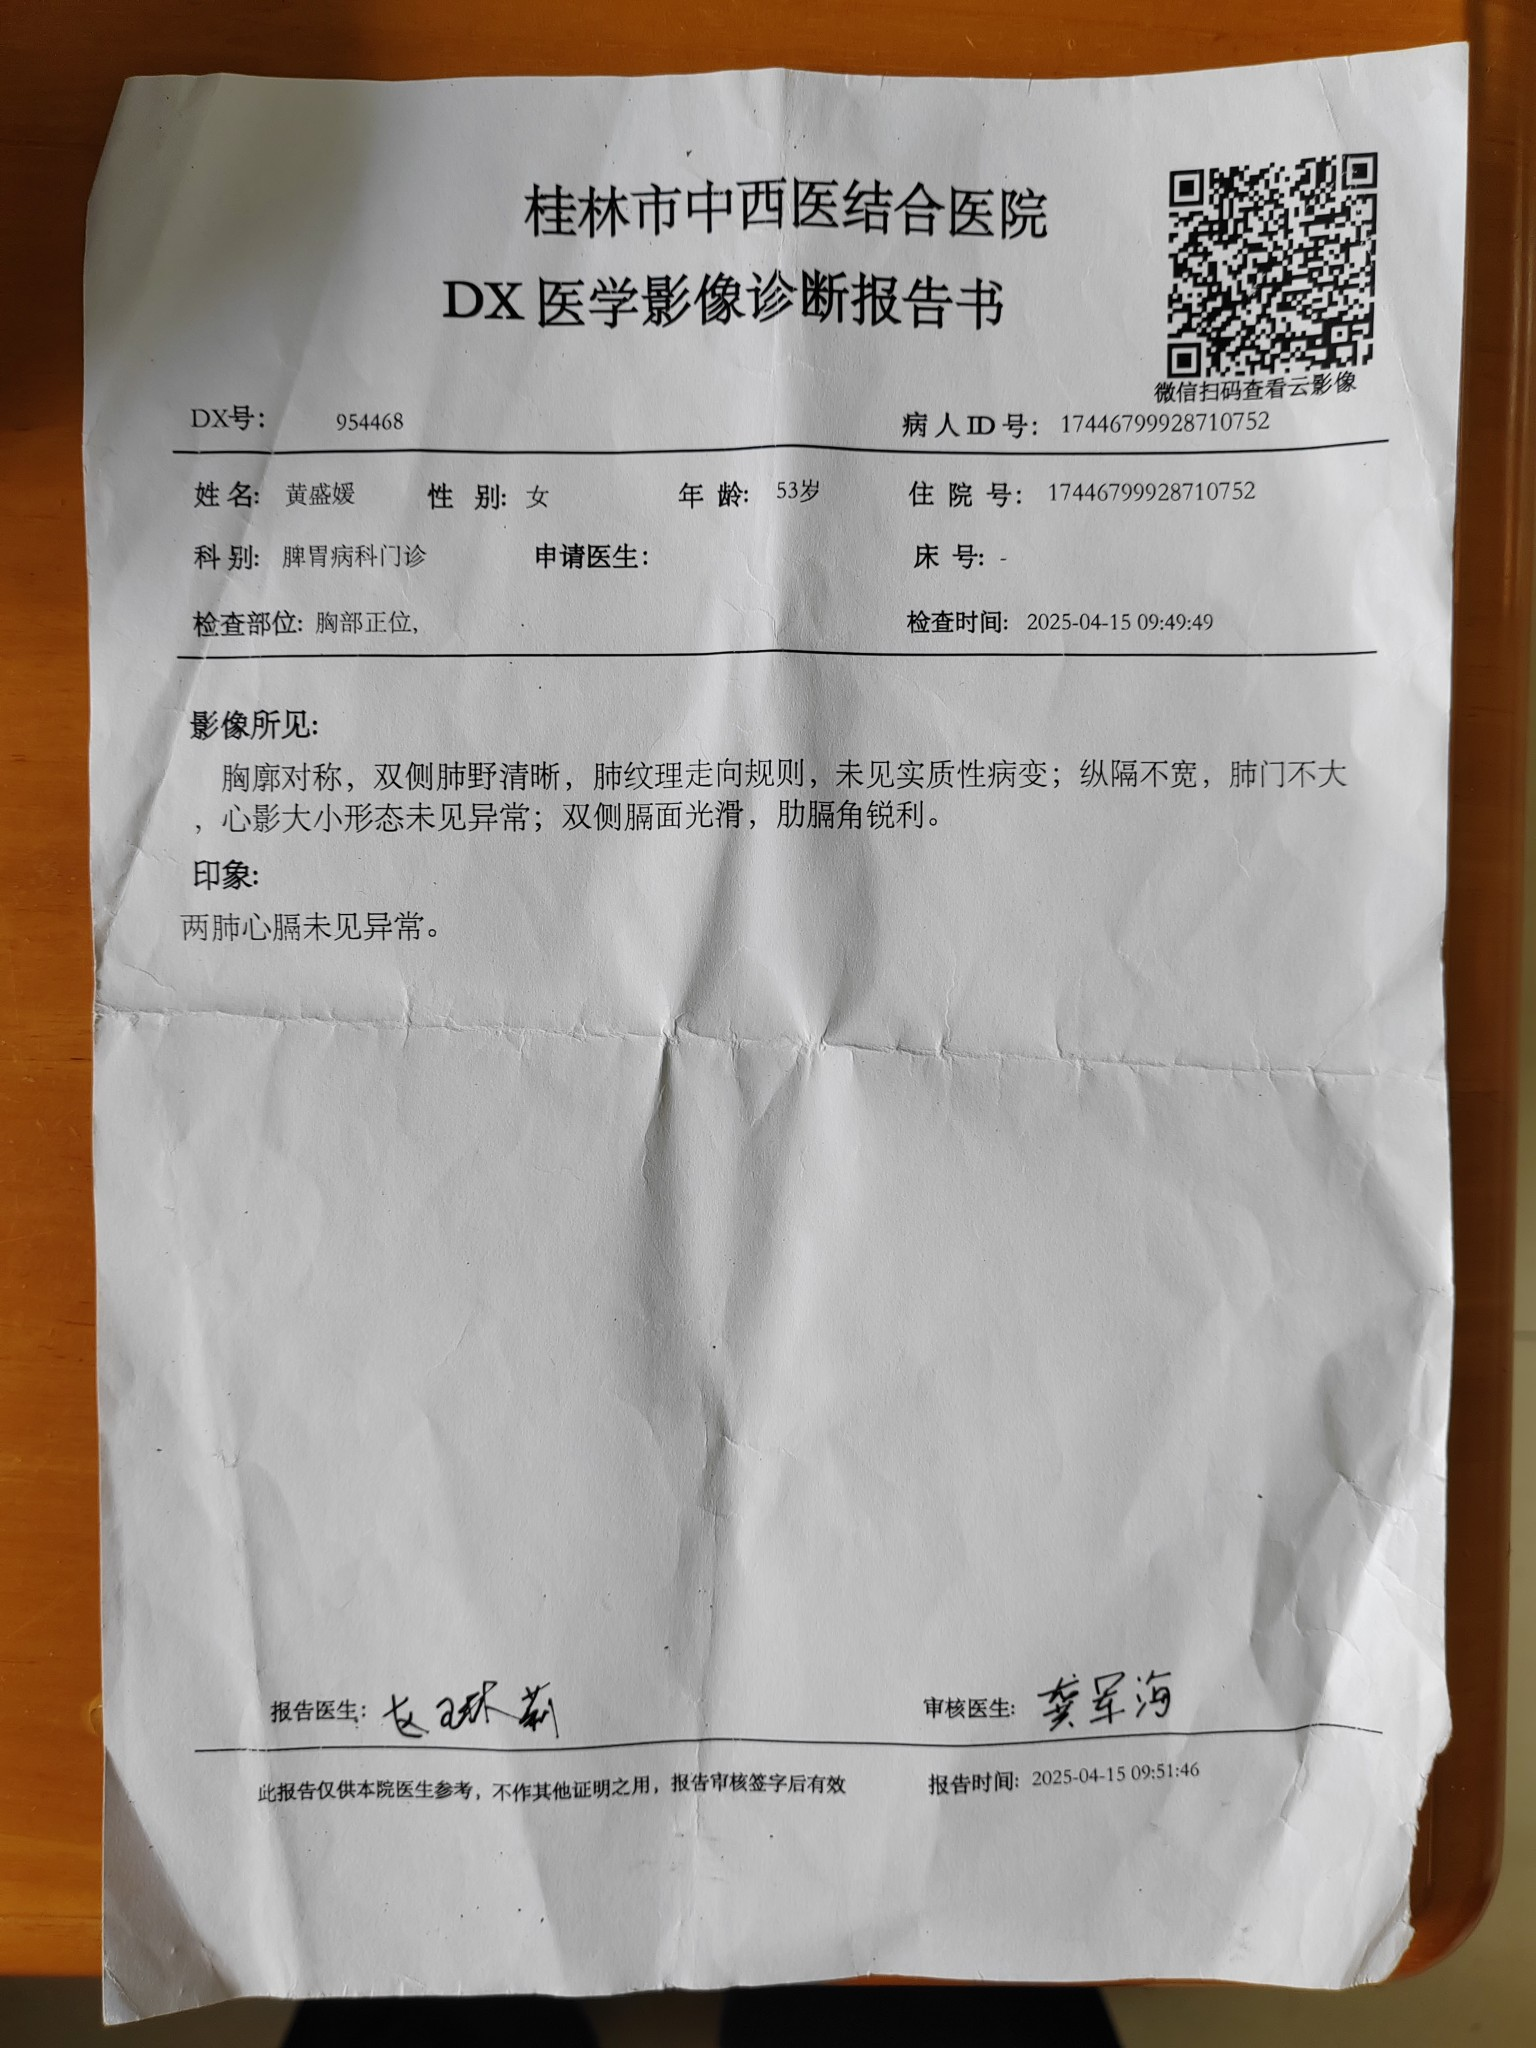 桂林市中西医结合医院
DX 医学影像诊断报告书
微信扫码查看云影像
DX号： 954468 病人ID号： 17446799928710752
姓名: 黄盛媛 性别: 女 年龄: 53岁 住院号： 17446799928710752
科别: 脾胃病科门诊 申请医生： 床号: -
检查部位: 胸部正位, 检查时间: 2025-04-15 09:49:49
影像所见:
胸廓对称，双侧肺野清晰，肺纹理走向规则，未见实质性病变；纵隔不宽，肺门不大
，心影大小形态未见异常；双侧膈面光滑，肋膈角锐利。
印象:
两肺心膈未见异常。
报告医生： 审核医生: 龚军海
此报告仅供本院医生参考，不作其他证明之用，报告审核签字后有效 报告时间: 2025-04-15 09:51:46